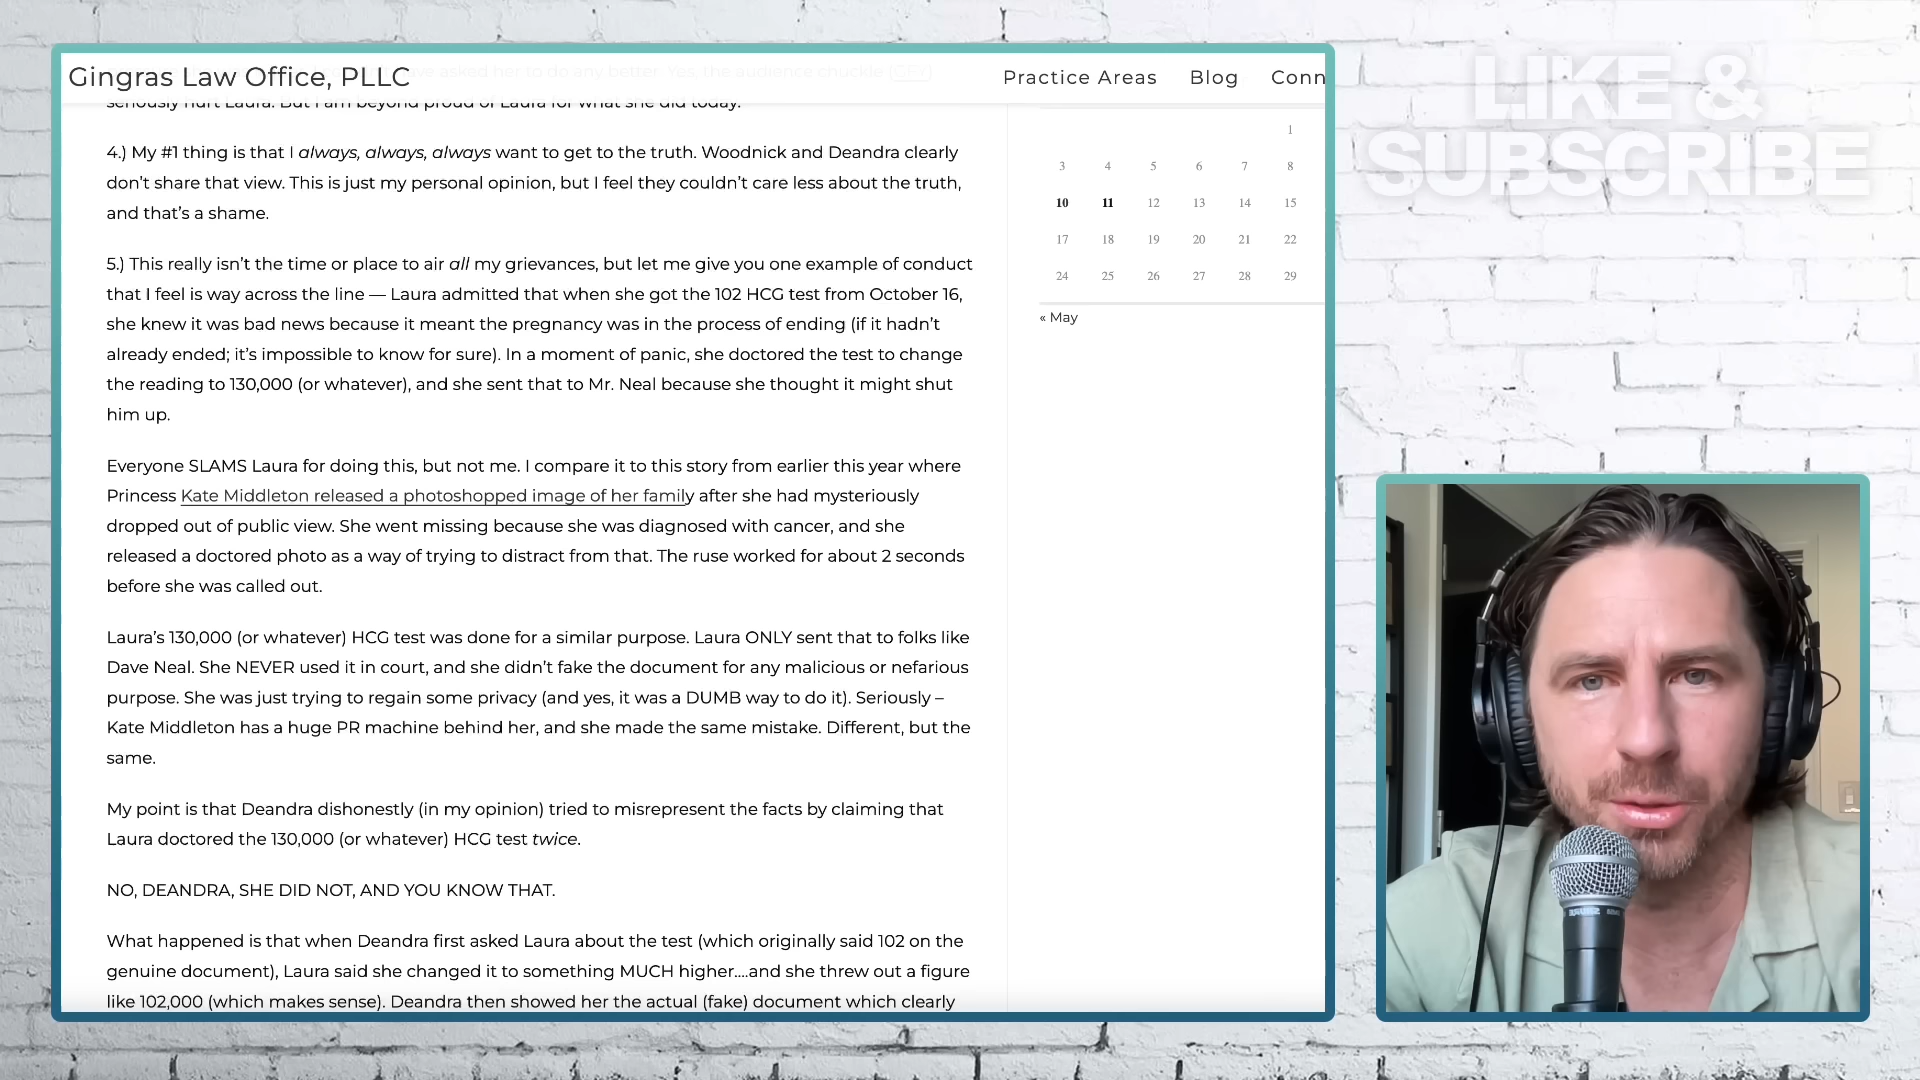 Gingras Law Office, PLLC
Practice Areas Blog Conn
seriously hurt Laura. But I am beyond proud of Laura for what she did today.
4.) My #1 thing is that I always, always, always want to get to the truth. Woodnick and Deandra clearly
don't share that view. This is just my personal opinion, but I feel they couldn't care less about the truth,
and that's a shame.
5.) This really isn't the time or place to air all my grievances, but let me give you one example of conduct
that I feel is way across the line — Laura admitted that when she got the 102 HCG test from October 16,
she knew it was bad news because it meant the pregnancy was in the process of ending (if it hadn't
already ended; it's impossible to know for sure). In a moment of panic, she doctored the test to change
the reading to 130,000 (or whatever), and she sent that to Mr. Neal because she thought it might shut
him up.
Everyone SLAMS Laura for doing this, but not me. I compare it to this story from earlier this year where
Princess Kate Middleton released a photoshopped image of her family after she had mysteriously
dropped out of public view. She went missing because she was diagnosed with cancer, and she
released a doctored photo as a way of trying to distract from that. The ruse worked for about 2 seconds
before she was called out.
Laura's 130,000 (or whatever) HCG test was done for a similar purpose. Laura ONLY sent that to folks like
Dave Neal. She NEVER used it in court, and she didn't fake the document for any malicious or nefarious
purpose. She was just trying to regain some privacy (and yes, it was a DUMB way to do it). Seriously –
Kate Middleton has a huge PR machine behind her, and she made the same mistake. Different, but the
same.
My point is that Deandra dishonestly (in my opinion) tried to misrepresent the facts by claiming that
Laura doctored the 130,000 (or whatever) HCG test twice.
NO, DEANDRA, SHE DID NOT, AND YOU KNOW THAT.
What happened is that when Deandra first asked Laura about the test (which originally said 102 on the
genuine document), Laura said she changed it to something MUCH higher....and she threw out a figure
like 102,000 (which makes sense). Deandra then showed her the actual (fake) document which clearly
1
3 4 5 6 7 8
10 11 12 13 14 15
17 18 19 20 21 22
24 25 26 27 28 29
« May
LIKE &
SUBSCRIBE